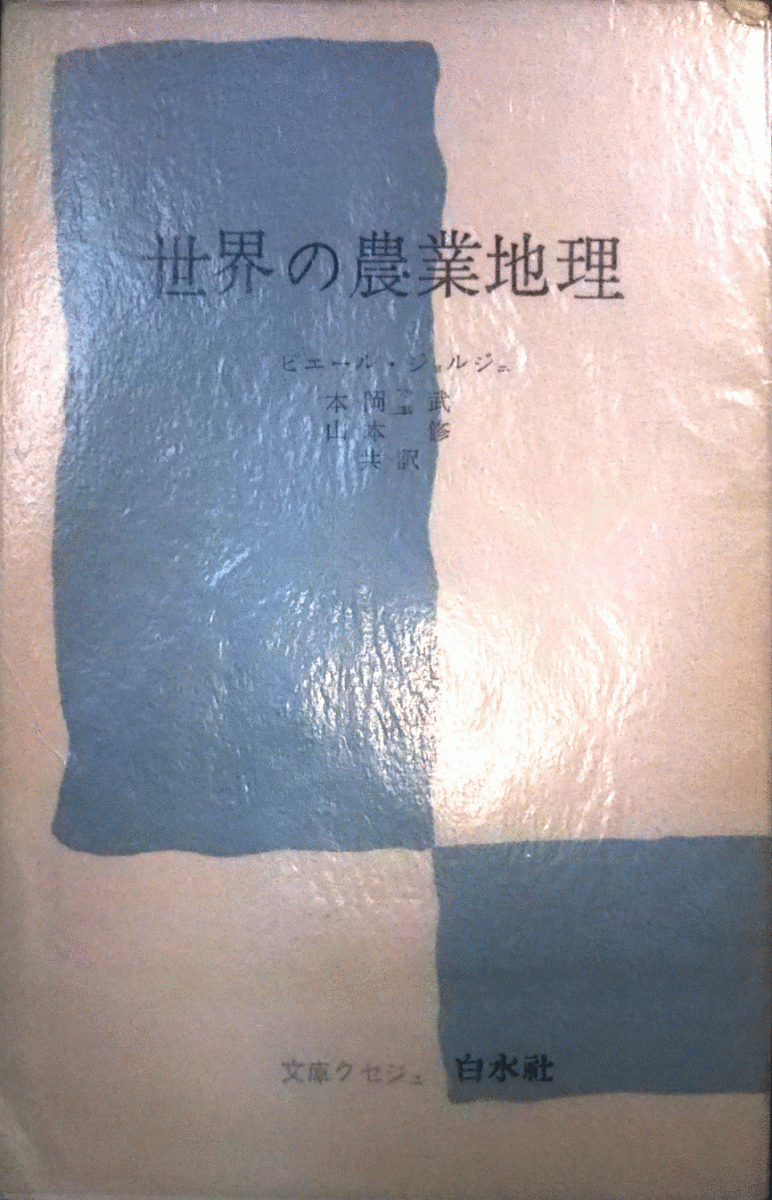 世界の農業地理
ピエール・ジョルジュ
本岡 武
山本 修
共訳
文庫クセジュ 白水社